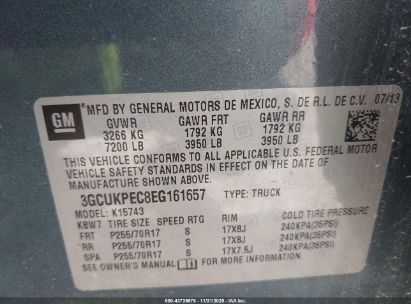 GM
MFD BY GENERAL MOTORS DE MEXICO, S. DE R.L. DE C.V. 07/13
GVWR GAWR FRT GAWR RR
3266 KG 1792 KG 1792 KG
7200 LB 3950 LB 3950 LB
THIS VEHICLE CONFORMS TO ALL APPLICABLE U.S. FEDERAL MOTOR
VEHICLE SAFETY STANDARDS IN EFFECT ON THE DATE OF
MANUFACTURE SHOWN ABOVE.
3GCUKPEC8EG161657 TYPE: TRUCK
MODEL: K15743
KBW7 TIRE SIZE SPEED RTG RIM COLD TIRE PRESSURE
FRT P255/70R17 S 17X8J 240KPA(35PSI)
RR P255/70R17 S 17X8J 240KPA(35PSI)
SPA P255/70R17 S 17X7.5J 240KPA(35PSI)
SEE OWNER'S MANUAL FOR ADDITIONAL INFORMATION.